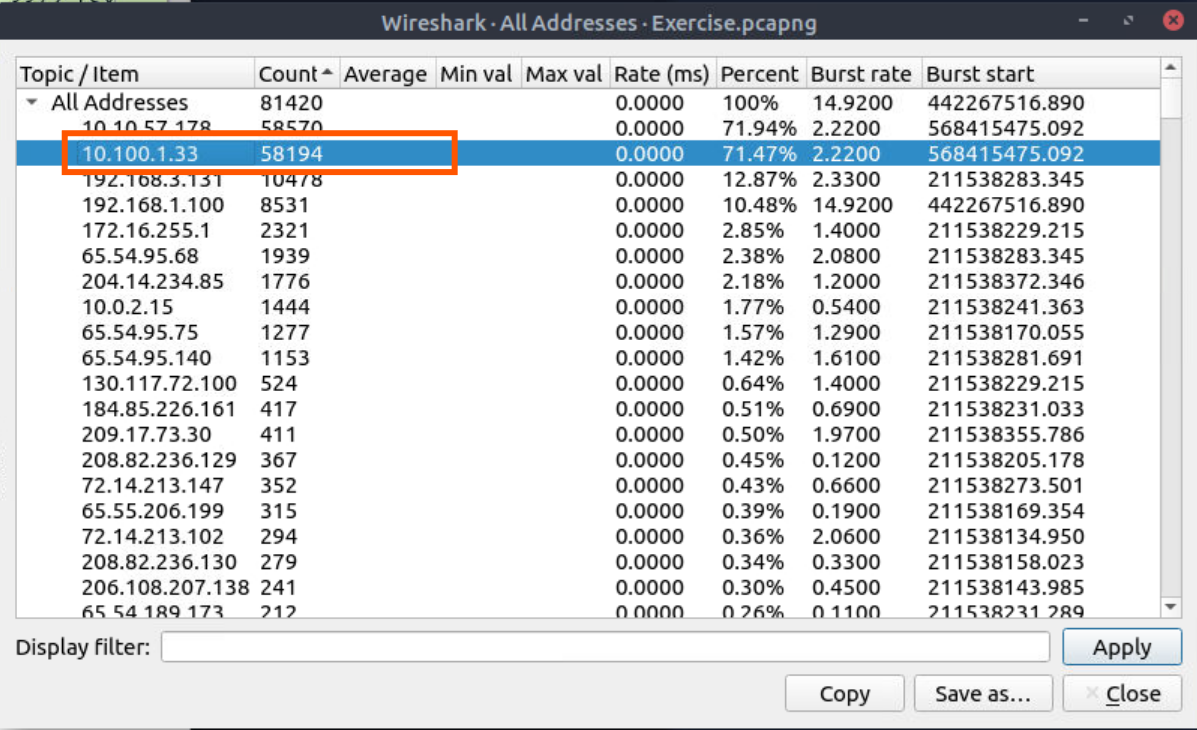 Wireshark · All Addresses · Exercise.pcapng
Topic / Item Count Average Min val Max val Rate (ms) Percent Burst rate Burst start
All Addresses 81420 0.0000 100% 14.9200 442267516.890
10.10.57.178 58570 0.0000 71.94% 2.2200 568415475.092
10.100.1.33 58194 0.0000 71.47% 2.2200 568415475.092
192.168.3.131 10478 0.0000 12.87% 2.3300 211538283.345
192.168.1.100 8531 0.0000 10.48% 14.9200 442267516.890
172.16.255.1 2321 0.0000 2.85% 1.4000 211538229.215
65.54.95.68 1939 0.0000 2.38% 2.0800 211538283.345
204.14.234.85 1776 0.0000 2.18% 1.2000 211538372.346
10.0.2.15 1444 0.0000 1.77% 0.5400 211538241.363
65.54.95.75 1277 0.0000 1.57% 1.2900 211538170.055
65.54.95.140 1153 0.0000 1.42% 1.6100 211538281.691
130.117.72.100 524 0.0000 0.64% 1.4000 211538229.215
184.85.226.161 417 0.0000 0.51% 0.6900 211538231.033
209.17.73.30 411 0.0000 0.50% 1.9700 211538355.786
208.82.236.129 367 0.0000 0.45% 0.1200 211538205.178
72.14.213.147 352 0.0000 0.43% 0.6600 211538273.501
65.55.206.199 315 0.0000 0.39% 0.1900 211538169.354
72.14.213.102 294 0.0000 0.36% 2.0600 211538134.950
208.82.236.130 279 0.0000 0.34% 0.3300 211538158.023
206.108.207.138 241 0.0000 0.30% 0.4500 211538143.985
65.54.189.173 212 0.0000 0.26% 0.1100 211538231.289
Display filter: Apply
Copy Save as... Close